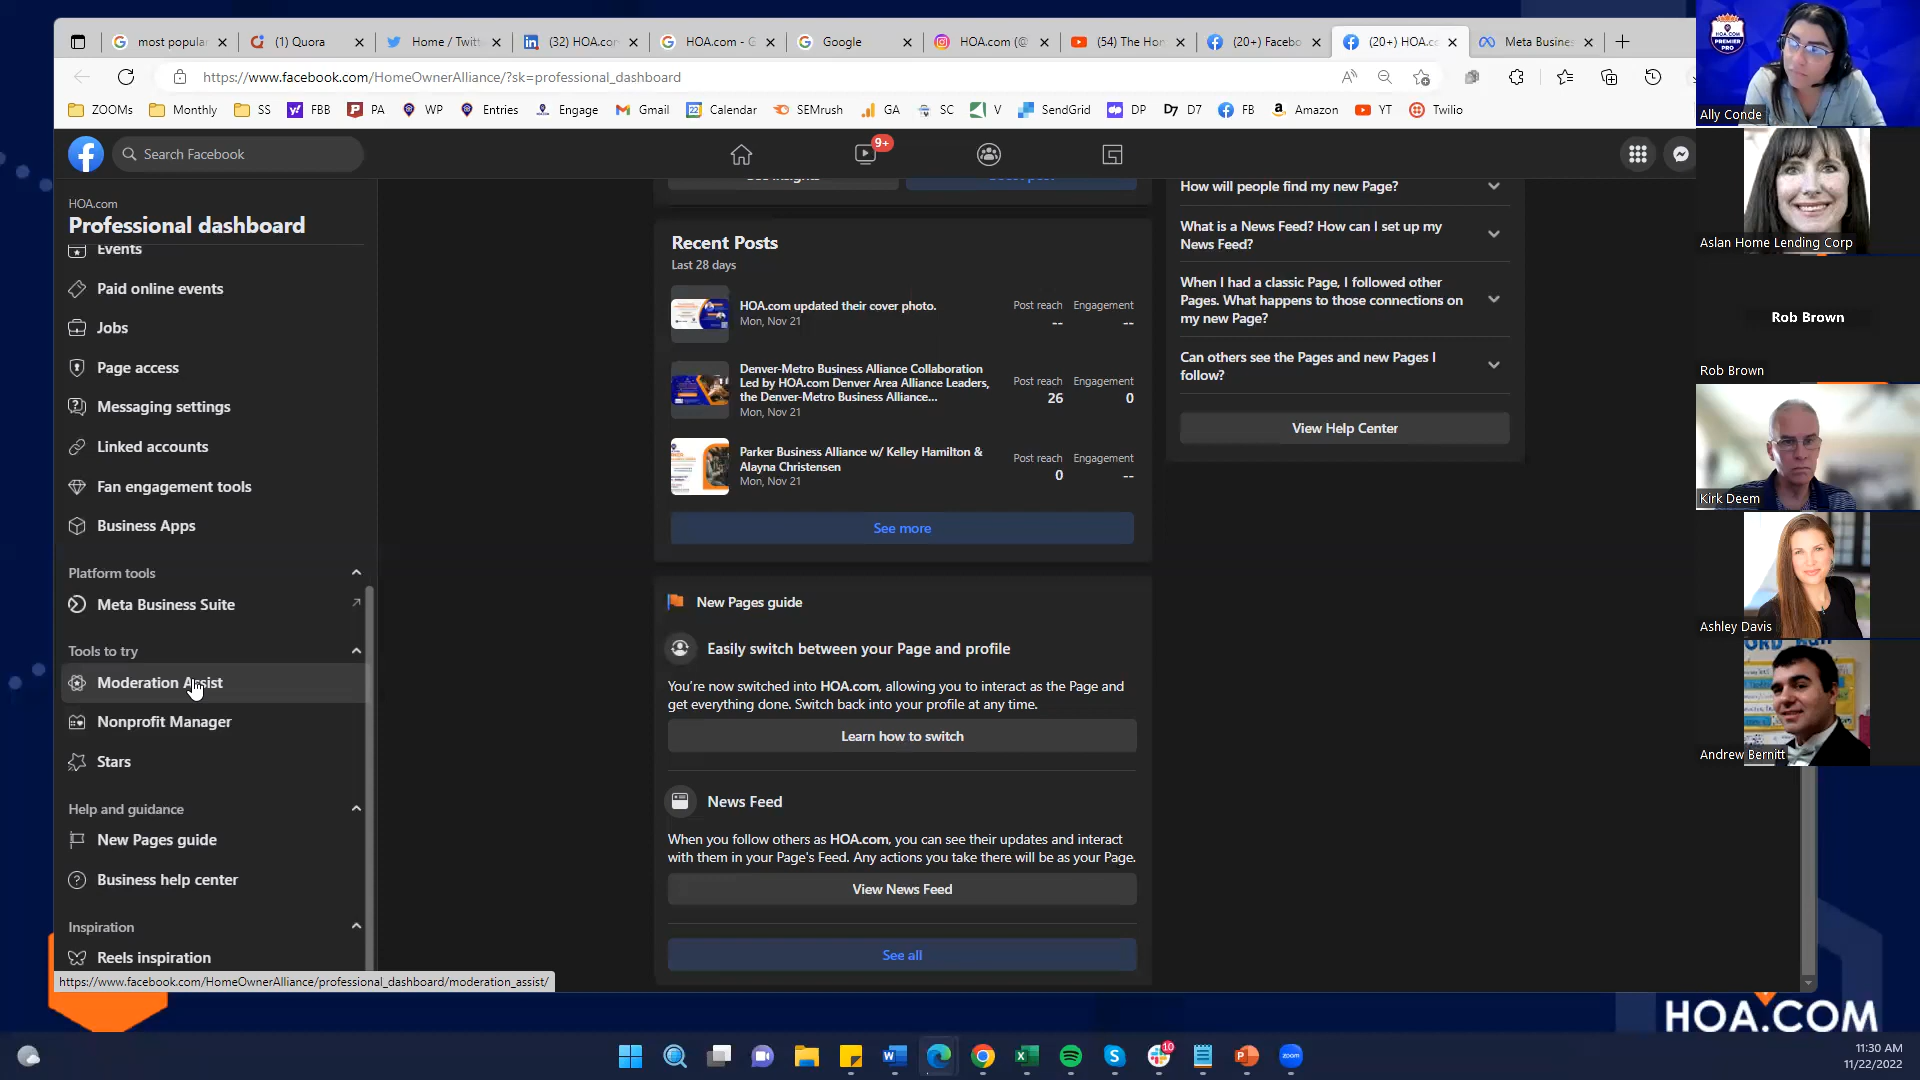 most popula
(1) Quora
Home / Twitt
(32) HOA.co
HOA.com - G
Google
HOA.com (@
(54) The Ho
(20+) Facebo
(20+) HOA.c
Meta Busine
https://www.facebook.com/HomeOwnerAlliance/?sk=professional_dashboard
ZOOMs
Monthly
SS
FBB
PA
WP
Entries
Engage
Gmail
Calendar
SEMrush
GA
SC
V
SendGrid
DP
D7
FB
Amazon
YT
Twilio
Search Facebook
9+
HOA.com
Professional dashboard
Events
Paid online events
Jobs
Page access
Messaging settings
Linked accounts
Fan engagement tools
Business Apps
Platform tools
Meta Business Suite
Tools to try
Moderation Assist
Nonprofit Manager
Stars
Help and guidance
New Pages guide
Business help center
Inspiration
Reels inspiration
https://www.facebook.com/HomeOwnerAlliance/professional_dashboard/moderation_assist/
Recent Posts
Last 28 days
HOA.com updated their cover photo.
Mon, Nov 21
Post reach Engagement
-- --
Denver-Metro Business Alliance Collaboration
Led by HOA.com Denver Area Alliance Leaders,
the Denver-Metro Business Alliance...
Mon, Nov 21
Post reach Engagement
26 0
Parker Business Alliance w/ Kelley Hamilton &
Alayna Christensen
Mon, Nov 21
Post reach Engagement
0 --
See more
New Pages guide
Easily switch between your Page and profile
You're now switched into HOA.com, allowing you to interact as the Page and
get everything done. Switch back into your profile at any time.
Learn how to switch
News Feed
When you follow others as HOA.com, you can see their updates and interact
with them in your Page's Feed. Any actions you take there will be as your Page.
View News Feed
See all
How will people find my new Page?
What is a News Feed? How can I set up my
News Feed?
When I had a classic Page, I followed other
Pages. What happens to those connections on
my new Page?
Can others see the Pages and new Pages I
follow?
View Help Center
HOA.COM
PREMIER
PRO
Ally Conde
Aslan Home Lending Corp
Rob Brown
Rob Brown
Kirk Deem
Ashley Davis
Andrew Bernitt
HOA.COM
10
zoom
11:30 AM
11/22/2022